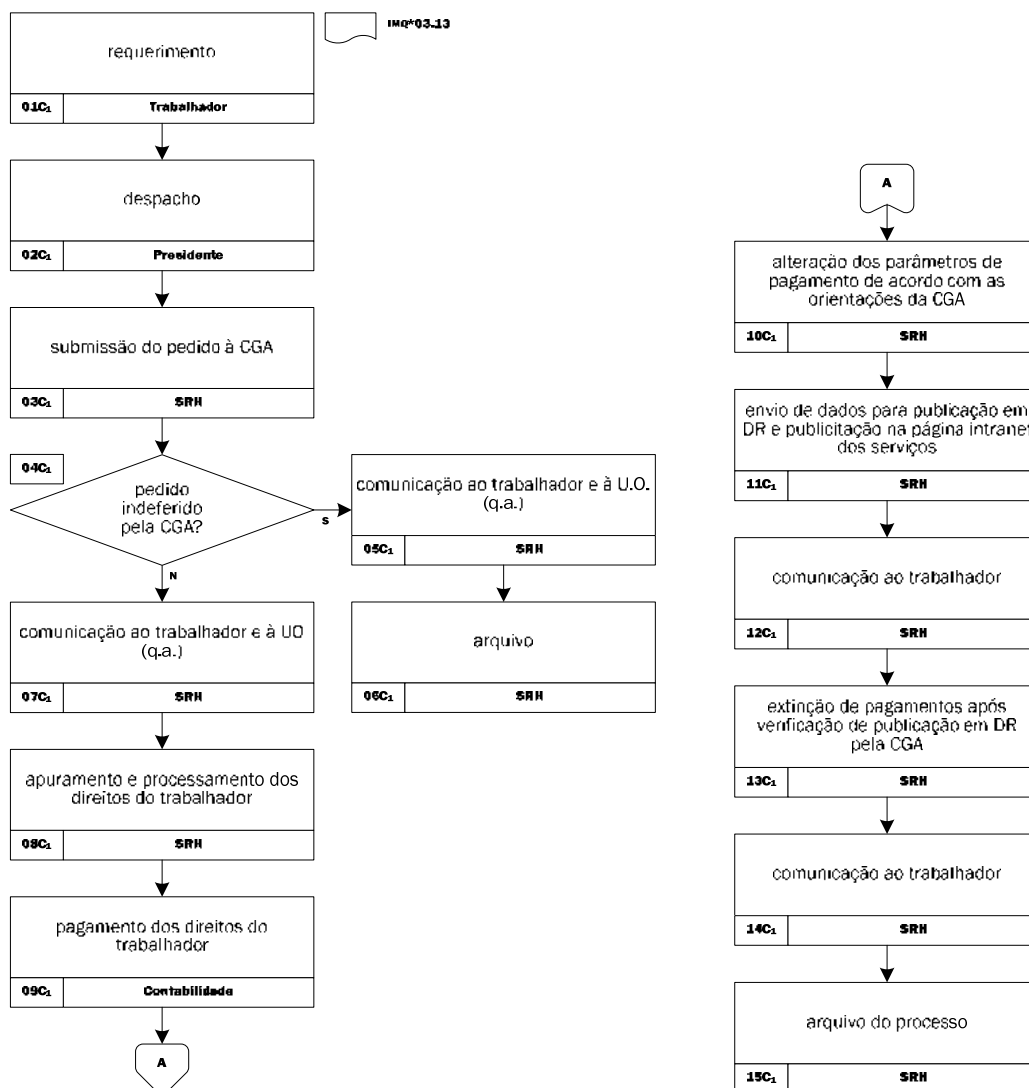 requerimento
01C₁ Trabalhador
IMQ*03.13
despacho
02C₁ Presidente
submissão do pedido à CGA
03C₁ SRH
04C₁
pedido
indeferido
pela CGA?
S
N
comunicação ao trabalhador e à U.O.
(q.a.)
05C₁ SRH
arquivo
06C₁ SRH
comunicação ao trabalhador e à UO
(q.a.)
07C₁ SRH
apuramento e processamento dos
direitos do trabalhador
08C₁ SRH
pagamento dos direitos do
trabalhador
09C₁ Contabilidade
A
A
alteração dos parâmetros de
pagamento de acordo com as
orientações da CGA
10C₁ SRH
envio de dados para publicação em
DR e publicitação na página intranet
dos serviços
11C₁ SRH
comunicação ao trabalhador
12C₁ SRH
extinção de pagamentos após
verificação de publicação em DR
pela CGA
13C₁ SRH
comunicação ao trabalhador
14C₁ SRH
arquivo do processo
15C₁ SRH